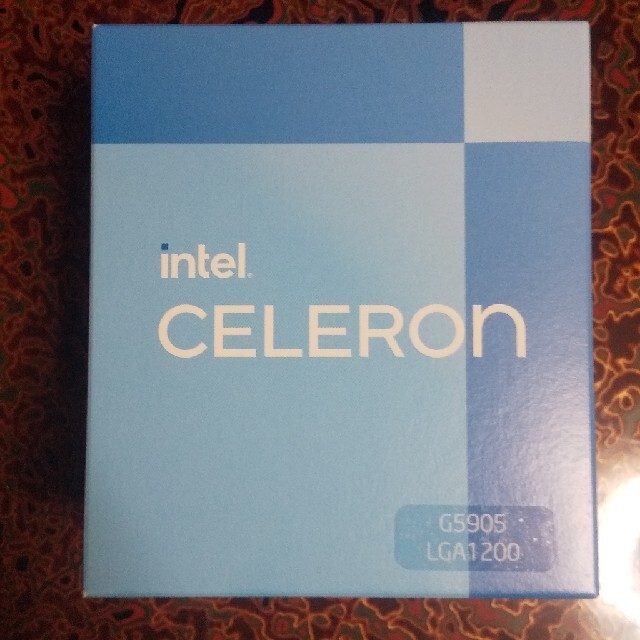 intel.
CELERON
G5905
LGA1200